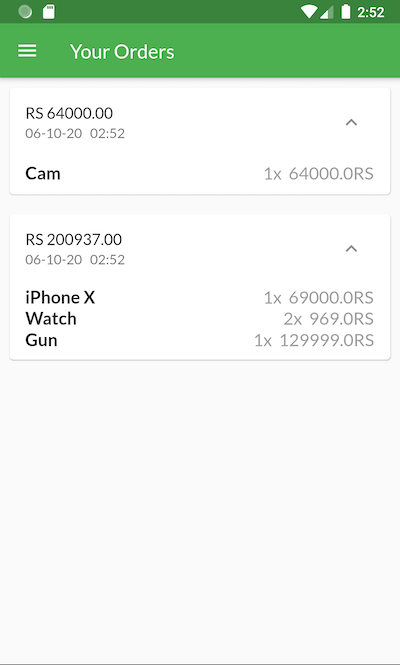 2:52
Your Orders
RS 64000.00
06-10-20 02:52
Cam 1x 64000.0RS
RS 200937.00
06-10-20 02:52
iPhone X 1x 69000.0RS
Watch 2x 969.0RS
Gun 1x 129999.0RS